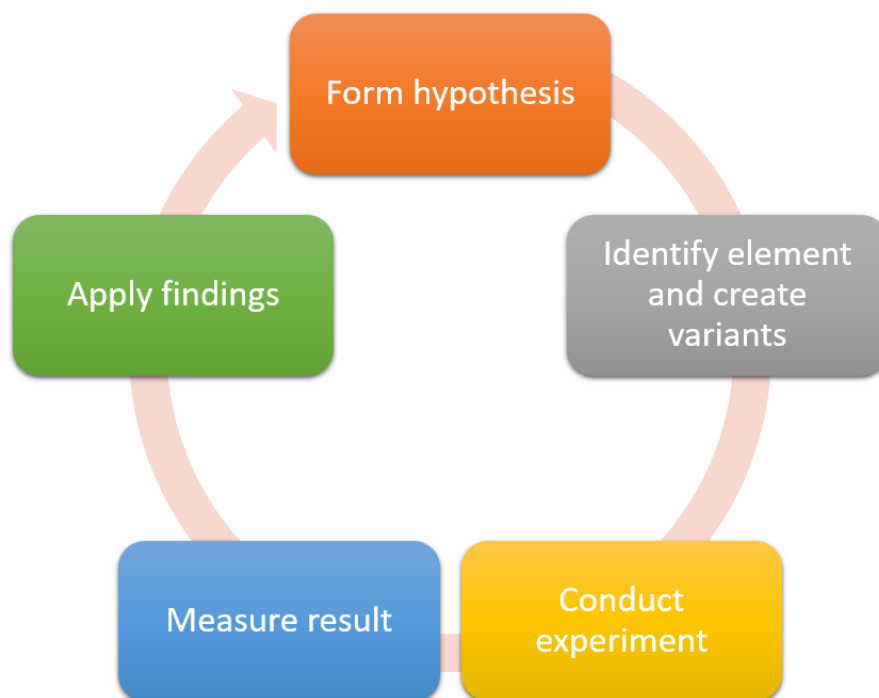 Form hypothesis
Identify element
and create
variants
Conduct
experiment
Measure result
Apply findings